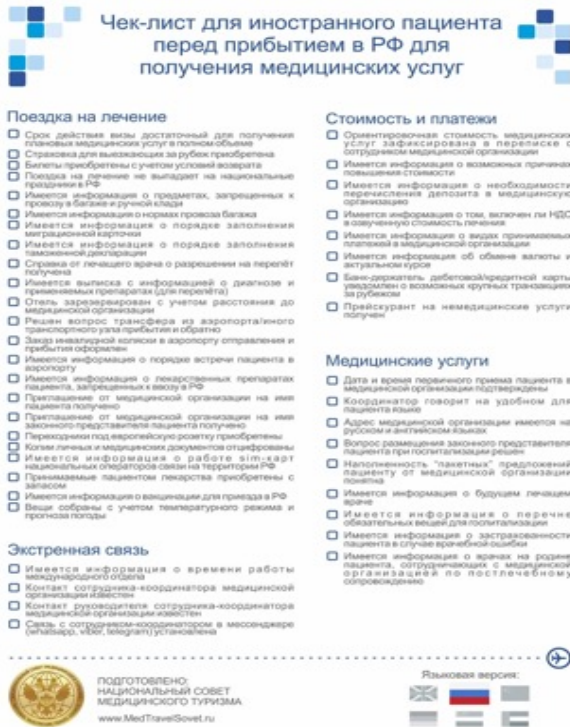 Чек-лист для иностранного пациента
перед прибытием в РФ для
получения медицинских услуг
Поездка на лечение
Срок действия визы достаточный для получения
плановых медицинских услуг в полном объеме
Страховка для выезжающих за рубеж приобретена
Билеты приобретены с учетом условий возврата
Поездка на лечение не выпадает на национальные
праздники в РФ
Имеется информация о предметах, запрещенных к
провозу в багаже и ручной клади
Имеется информация о нормах провоза багажа
Имеется информация о порядке заполнения
миграционной карточки
Имеется информация о порядке заполнения
таможенной декларации
Справка от лечащего врача о разрешении на перелёт
получена
Имеется выписка с информацией о диагнозе и
применяемых препаратах (для перелёта)
Отель зарезервирован с учетом расстояния до
медицинской организации
Решен вопрос трансфера из аэропорта/иного
транспортного узла прибытия и обратно
Заказ инвалидной коляски в аэропорту отправления и
прибытия оформлен
Имеется информация о порядке встречи пациента в
аэропорту
Имеется информация о лекарственных препаратах
пациента, запрещенных к ввозу в РФ
Приглашение от медицинской организации на имя
пациента получено
Приглашение от медицинской организации на имя
законного представителя пациента получено
Переходники под европейскую розетку приобретены
Копии личных и медицинских документов отцифрованы
Имеется информация о работе sim-карт
национальных операторов связи на территории РФ
Принимаемые пациентом лекарства приобретены с
запасом
Имеется информация о вакцинации для приезда в РФ
Вещи собраны с учетом температурного режима и
прогноза погоды
Экстренная связь
Имеется информация о времени работы
международного отдела
Контакт сотрудника-координатора медицинской
организации известен
Контакт руководителя сотрудника-координатора
медицинской организации известен
Связь с сотрудником-координатором в мессенджере
(whatsapp, viber, telegram) установлена
Стоимость и платежи
Ориентировочная стоимость медицинских
услуг зафиксирована в переписке с
сотрудником медицинской организации
Имеется информация о возможных причинах
повышения стоимости
Имеется информация о необходимости
перечисления депозита в медицинскую
организацию
Имеется информация о том, включен ли НДС
в озвученную стоимость лечения
Имеется информация о видах принимаемых
платежей в медицинской организации
Имеется информация об обмене валюты и
актуальном курсе
Банк-держатель дебетовой/кредитной карты
уведомлен о возможных крупных транзакциях
за рубежом
Прейскурант на немедицинские услуги
получен
Медицинские услуги
Дата и время первичного приема пациента в
медицинской организации подтверждены
Координатор говорит на удобном для
пациента языке
Адрес медицинской организации имеется на
русском и английском языках
Вопрос размещения законного представителя
пациента при госпитализации решен
Наполненность "пакетных" предложений
пациенту от медицинской организации
понятна
Имеется информация о будущем лечащем
враче
Имеется информация о перечне
обязательных вещей для госпитализации
Имеется информация о застрахованности
пациента в случае врачебной ошибки
Имеется информация о врачах на родине
пациента, сотрудничающих с медицинской
организацией по постлечебному
сопровождению
ПОДГОТОВЛЕНО:
НАЦИОНАЛЬНЫЙ СОВЕТ
МЕДИЦИНСКОГО ТУРИЗМА
www.MedTravelSovet.ru
Языковая версия: